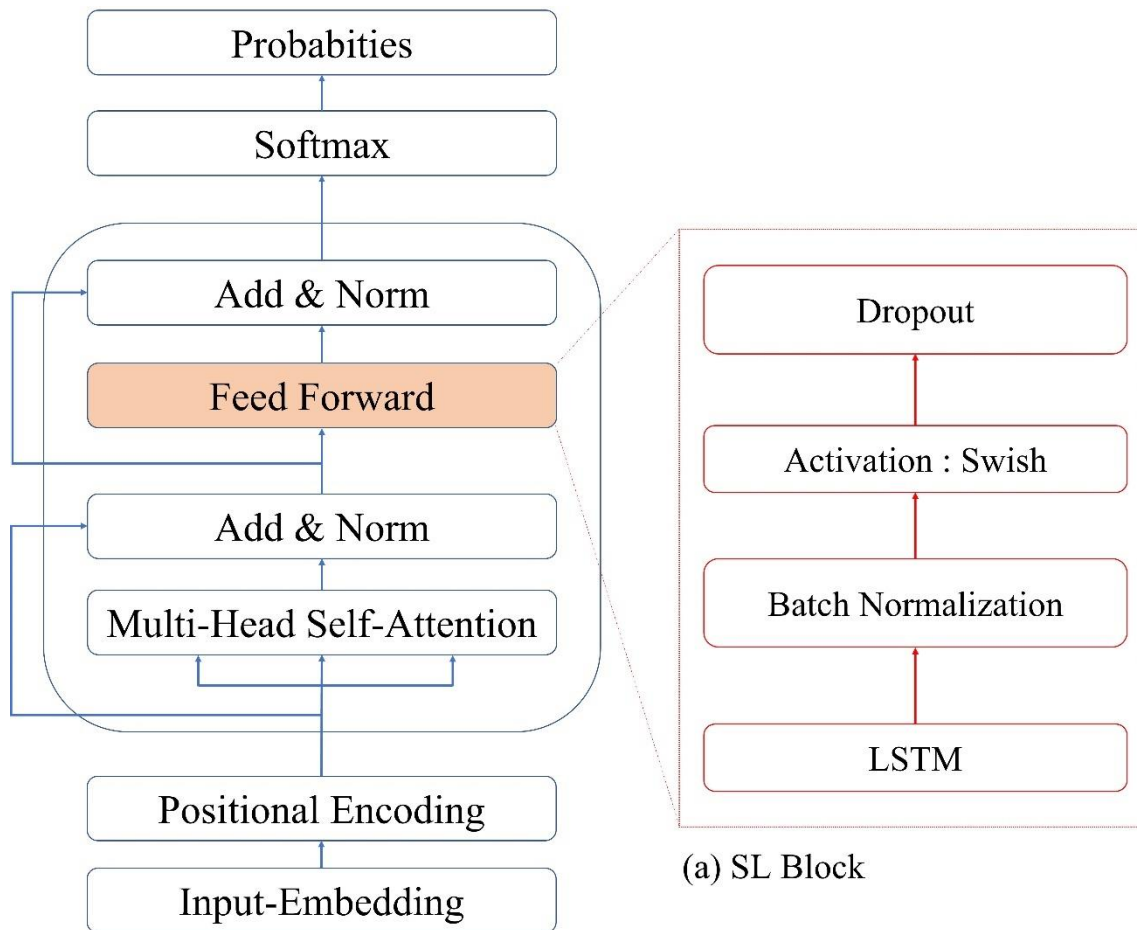 Probabities
Softmax
Add & Norm
Feed Forward
Add & Norm
Multi-Head Self-Attention
Positional Encoding
Input-Embedding
Dropout
Activation : Swish
Batch Normalization
LSTM
(a) SL Block